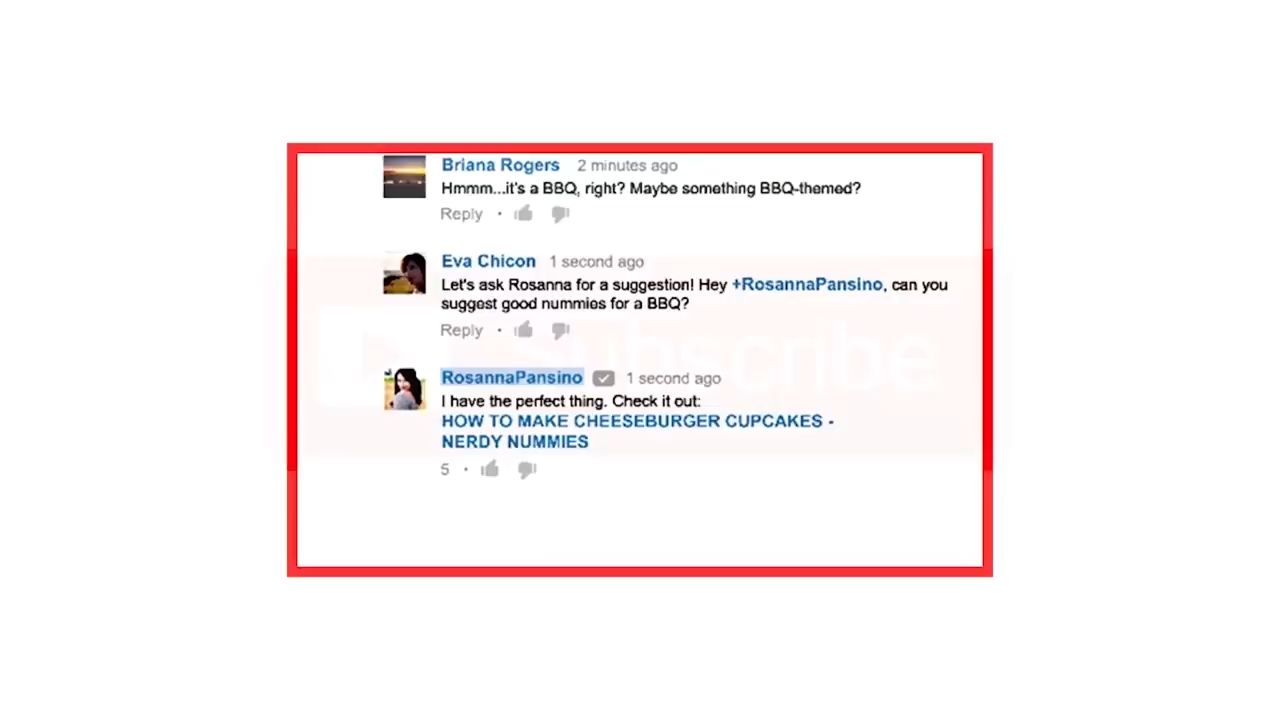 Briana Rogers 2 minutes ago
Hmmm...it's a BBQ, right? Maybe something BBQ-themed?
Reply •
Eva Chicon 1 second ago
Let's ask Rosanna for a suggestion! Hey +RosannaPansino, can you
suggest good nummies for a BBQ?
Reply •
Subscribe
RosannaPansino 1 second ago
I have the perfect thing. Check it out:
HOW TO MAKE CHEESEBURGER CUPCAKES -
NERDY NUMMIES
5 •